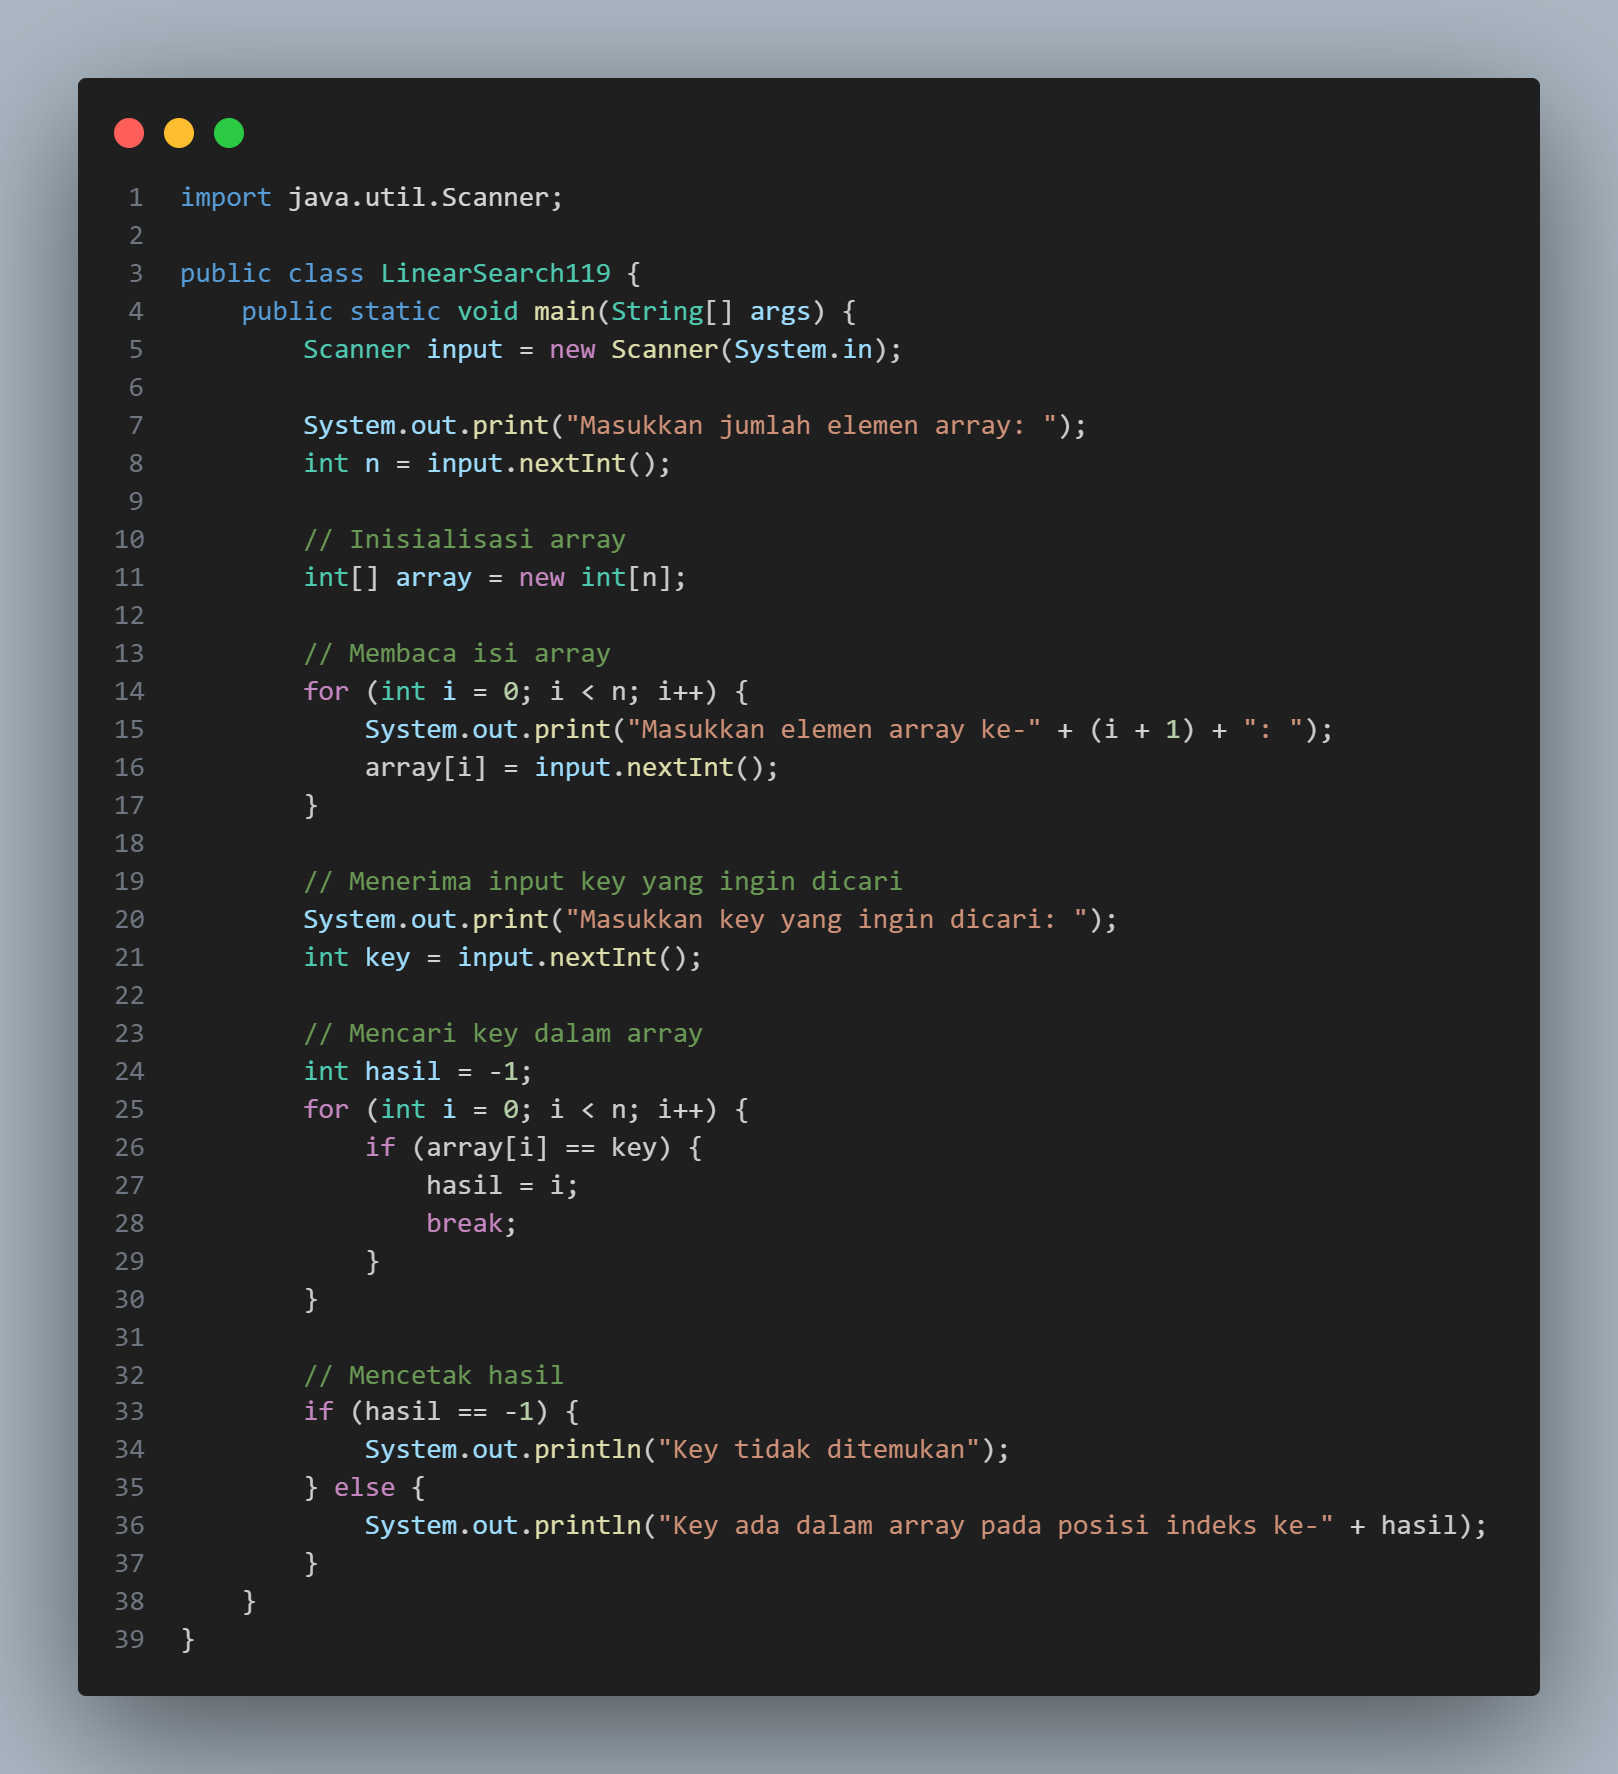 1 import java.util.Scanner;
2
3 public class LinearSearch119 {
4     public static void main(String[] args) {
5         Scanner input = new Scanner(System.in);
6
7         System.out.print("Masukkan jumlah elemen array: ");
8         int n = input.nextInt();
9
10         // Inisialisasi array
11         int[] array = new int[n];
12
13         // Membaca isi array
14         for (int i = 0; i < n; i++) {
15             System.out.print("Masukkan elemen array ke-" + (i + 1) + ": ");
16             array[i] = input.nextInt();
17         }
18
19         // Menerima input key yang ingin dicari
20         System.out.print("Masukkan key yang ingin dicari: ");
21         int key = input.nextInt();
22
23         // Mencari key dalam array
24         int hasil = -1;
25         for (int i = 0; i < n; i++) {
26             if (array[i] == key) {
27                 hasil = i;
28                 break;
29             }
30         }
31
32         // Mencetak hasil
33         if (hasil == -1) {
34             System.out.println("Key tidak ditemukan");
35         } else {
36             System.out.println("Key ada dalam array pada posisi indeks ke-" + hasil);
37         }
38     }
39 }